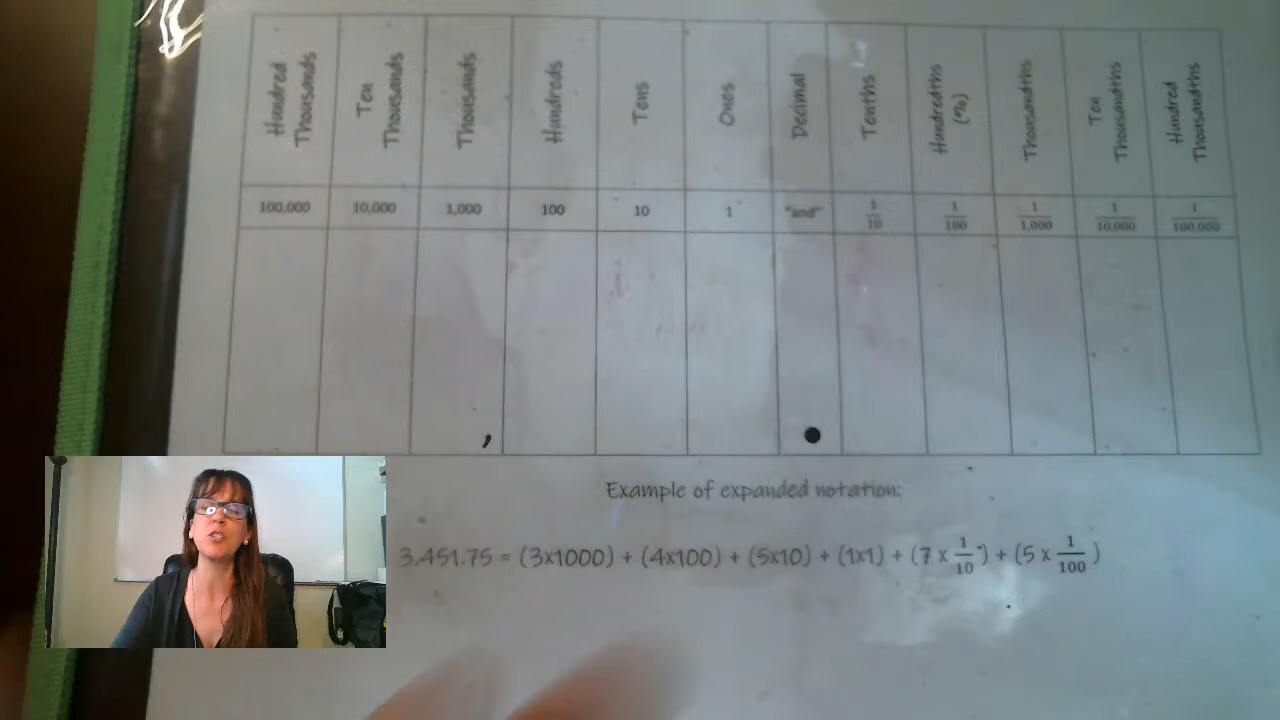 Hundred Thousands
Ten Thousands
Thousands
Hundreds
Tens
Ones
Decimal
Tenths
Hundredths (%)
Thousandths
Ten Thousandths
Hundred Thousandths
100,000 10,000 1,000 100 10 1 "and" 1/10 1/100 1/1,000 1/10,000 1/100,000
, .
Example of expanded notation:
3,451.75 = (3x1000) + (4x100) + (5x10) + (1x1) + (7 x 1/10) + (5 x 1/100)